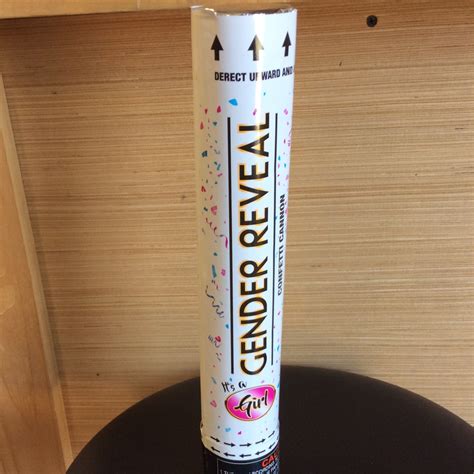 DERECT UPWARD AND
GENDER REVEAL
CONFETTI CANNON
It's a
Girl